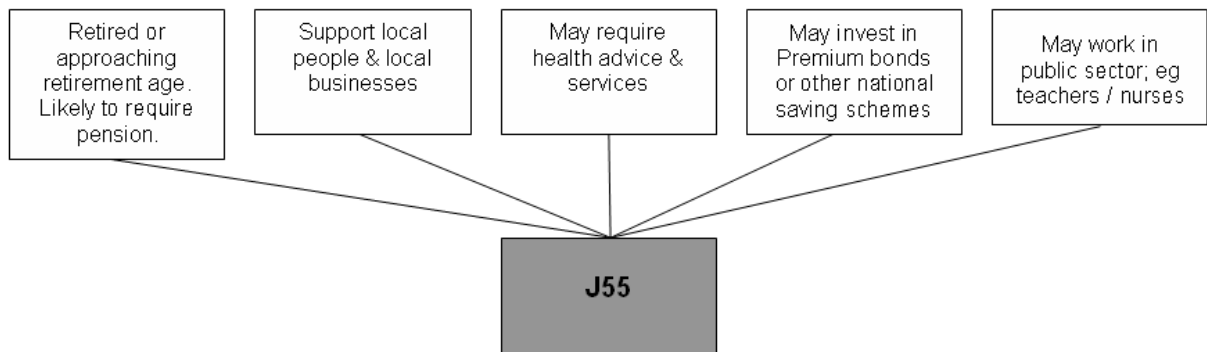 Retired or
approaching
retirement age.
Likely to require
pension.
Support local
people & local
businesses
May require
health advice &
services
May invest in
Premium bonds
or other national
saving schemes
May work in
public sector; eg
teachers / nurses
J55